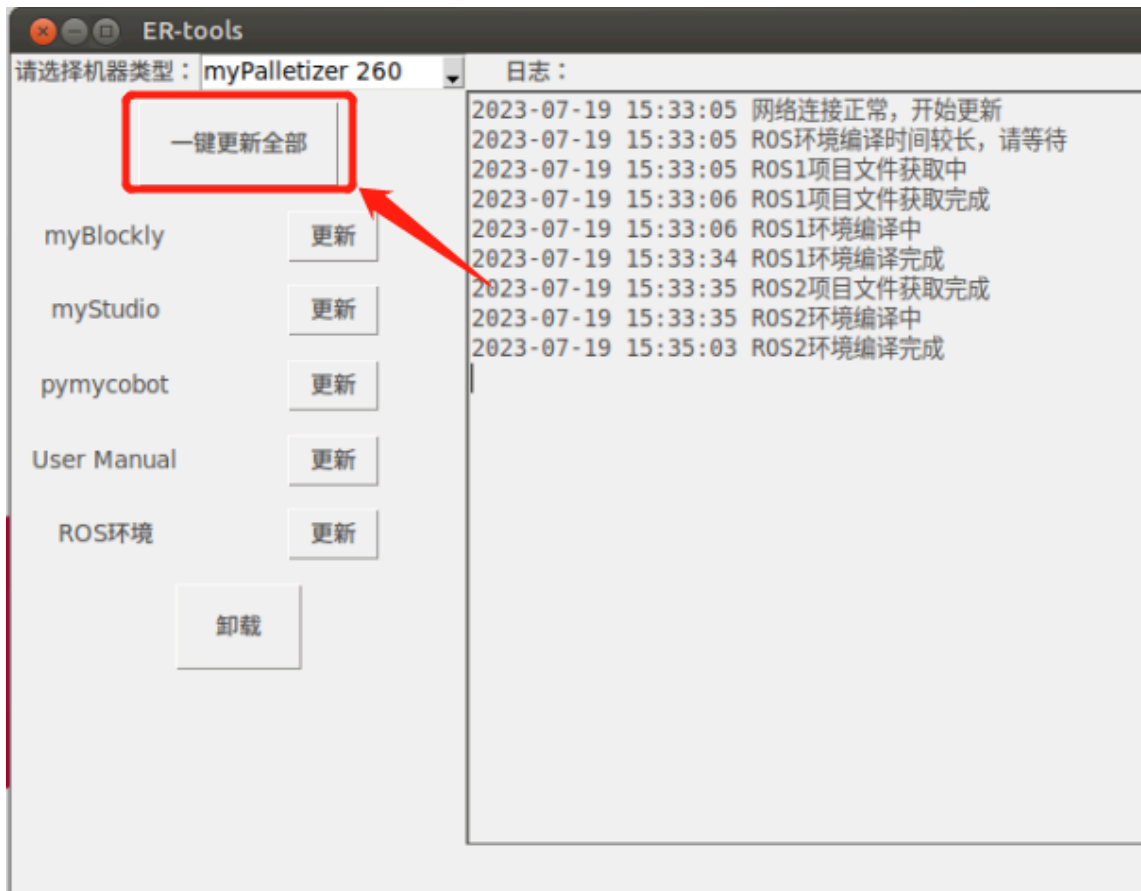 ER-tools
请选择机器类型： myPalletizer 260
一键更新全部
myBlockly 更新
myStudio 更新
pymycobot 更新
User Manual 更新
ROS环境 更新
卸载
日志：
2023-07-19 15:33:05 网络连接正常，开始更新
2023-07-19 15:33:05 ROS环境编译时间较长，请等待
2023-07-19 15:33:05 ROS1项目文件获取中
2023-07-19 15:33:06 ROS1项目文件获取完成
2023-07-19 15:33:06 ROS1环境编译中
2023-07-19 15:33:34 ROS1环境编译完成
2023-07-19 15:33:35 ROS2项目文件获取完成
2023-07-19 15:33:35 ROS2环境编译中
2023-07-19 15:35:03 ROS2环境编译完成